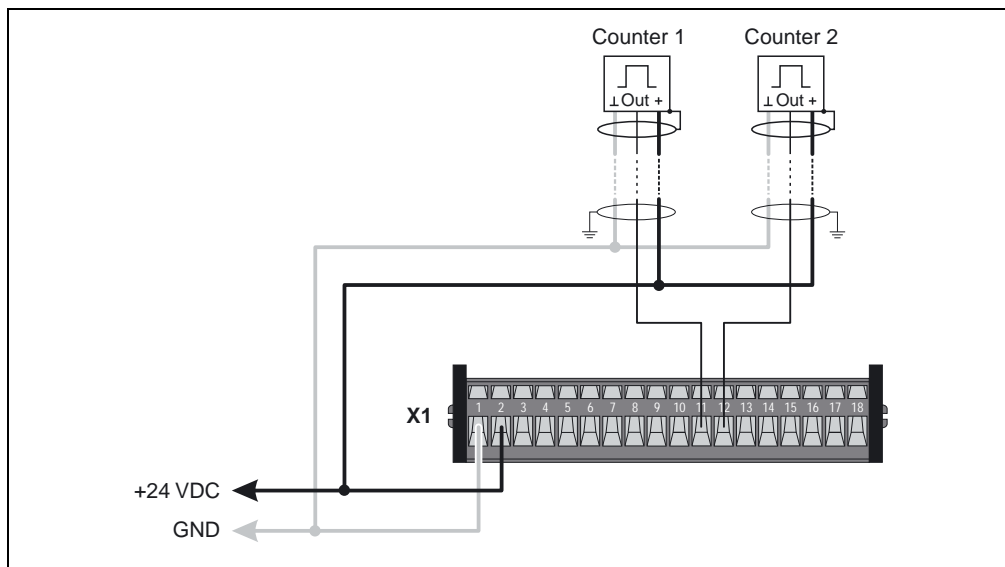 Counter 1 Counter 2
⊥ Out + ⊥ Out +
X1
1 2 3 4 5 6 7 8 9 10 11 12 13 14 15 16 17 18
+24 VDC
GND